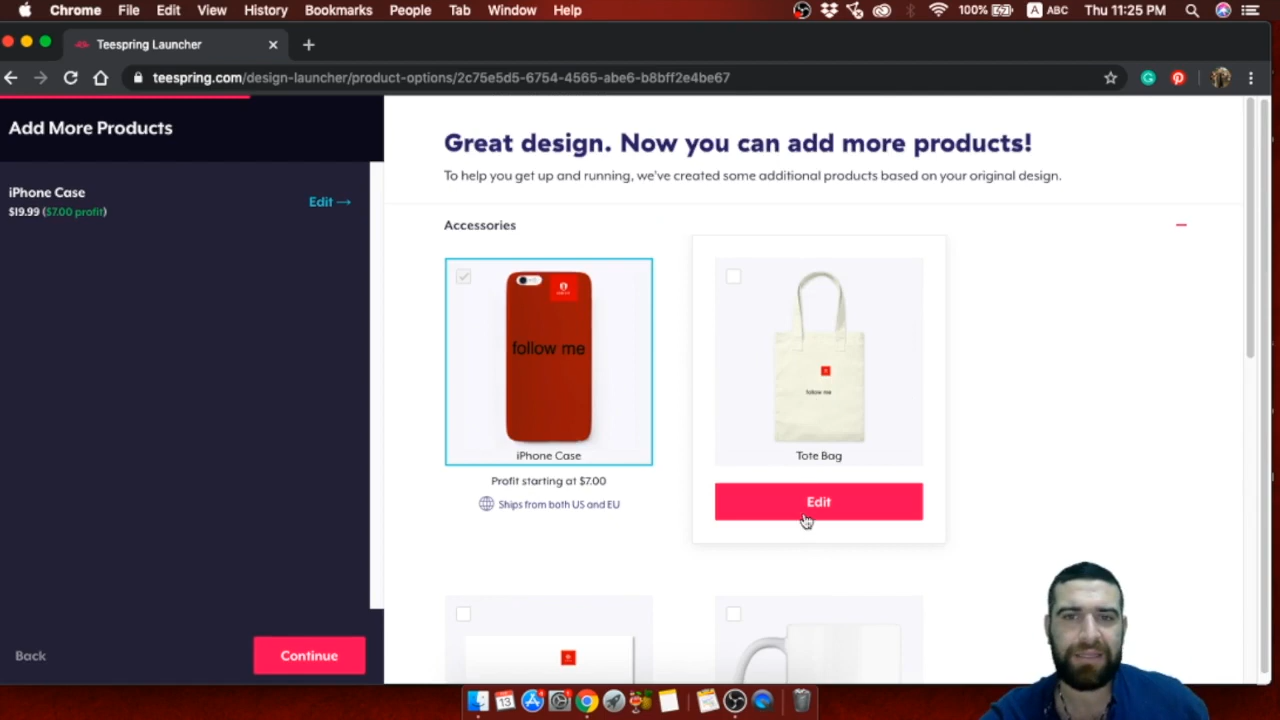 Chrome File Edit View History Bookmarks People Tab Window Help 100% A ABC Thu 11:25 PM
Teespring Launcher
teespring.com/design-launcher/product-options/2c75e5d5-6754-4565-abe6-b8bff2e4be67
Add More Products
iPhone Case
$19.99 ($7.00 profit)
Edit →
Great design. Now you can add more products!
To help you get up and running, we've created some additional products based on your original design.
Accessories
follow me
iPhone Case
Profit starting at $7.00
Ships from both US and EU
follow me
Tote Bag
Edit
Back
Continue
13